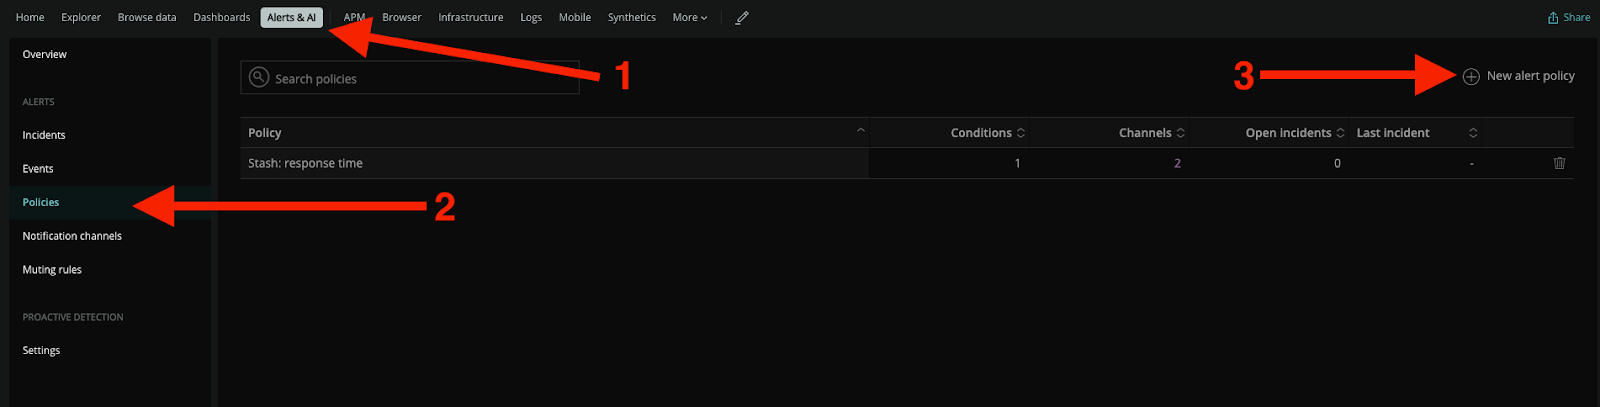 Home Explorer Browse data Dashboards Alerts & AI APM Browser Infrastructure Logs Mobile Synthetics More Share
Overview
1
Search policies
3
New alert policy
ALERTS
Incidents
Events
Policies
Notification channels
Muting rules
PROACTIVE DETECTION
Settings
Policy Conditions Channels Open incidents Last incident
Stash: response time 1 2 0 -
2